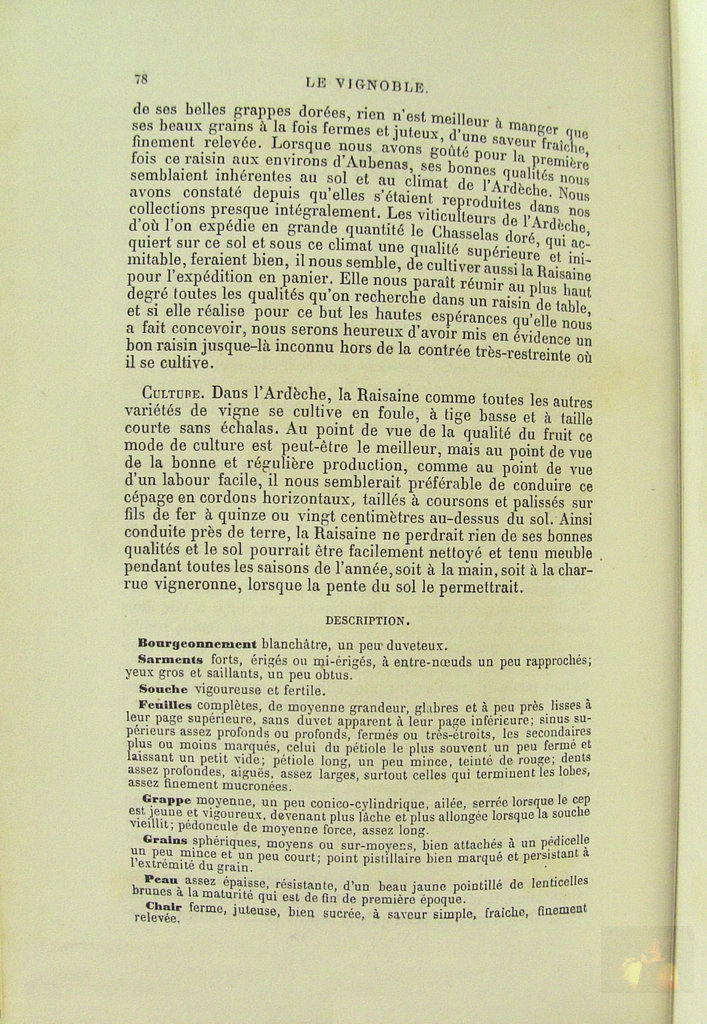 78
LE VIGNOBLE.
de ses belles grappes dorées, rien n'est meilleur à manger que
ses beaux grains à la fois fermes et juteux, d'une saveur fraîche,
finement relevée. Lorsque nous avons goûté pour la première
fois ce raisin aux environs d'Aubenas, ses bonnes qualités nous
semblaient inhérentes au sol et au climat de l'Ardèche. Nous
avons constaté depuis qu'elles s'étaient reproduites dans nos
collections presque intégralement. Les viticulteurs de l'Ardèche,
d'où l'on expédie en grande quantité le Chasselas doré, qui ac-
quiert sur ce sol et sous ce climat une qualité supérieure et ini-
mitable, feraient bien, il nous semble, de cultiver aussi la Raisaine
pour l'expédition en panier. Elle nous paraît réunir au plus haut
degré toutes les qualités qu'on recherche dans un raisin de table,
et si elle réalise pour ce but les hautes espérances qu'elle nous
a fait concevoir, nous serons heureux d'avoir mis en évidence un
bon raisin jusque-là inconnu hors de la contrée très-restreinte où
il se cultive.
CULTURE. Dans l'Ardèche, la Raisaine comme toutes les autres
variétés de vigne se cultive en foule, à tige basse et à taille
courte sans échalas. Au point de vue de la qualité du fruit ce
mode de culture est peut-être le meilleur, mais au point de vue
de la bonne et régulière production, comme au point de vue
d'un labour facile, il nous semblerait préférable de conduire ce
cépage en cordons horizontaux, taillés à coursons et palissés sur
fils de fer à quinze ou vingt centimètres au-dessus du sol. Ainsi
conduite près de terre, la Raisaine ne perdrait rien de ses bonnes
qualités et le sol pourrait être facilement nettoyé et tenu meuble
pendant toutes les saisons de l'année, soit à la main, soit à la char-
rue vigneronne, lorsque la pente du sol le permettrait.
DESCRIPTION.
Bourgeonnement blanchâtre, un peu duveteux.
Sarments forts, érigés ou mi-érigés, à entre-nœuds un peu rapprochés;
yeux gros et saillants, un peu obtus.
Souche vigoureuse et fertile.
Feuilles complètes, de moyenne grandeur, glabres et à peu près lisses à
leur page supérieure, sans duvet apparent à leur page inférieure; sinus su-
périeurs assez profonds ou profonds, fermés ou très-étroits, les secondaires
plus ou moins marqués, celui du pétiole le plus souvent un peu fermé et
laissant un petit vide; pétiole long, un peu mince, teinté de rouge; dents
assez profondes, aiguës, assez larges, surtout celles qui terminent les lobes,
assez finement mucronées.
Grappe moyenne, un peu conico-cylindrique, ailée, serrée lorsque le cep
est jeune et vigoureux, devenant plus lâche et plus allongée lorsque la souche
vieillit; pédoncule de moyenne force, assez long.
Grains sphériques, moyens ou sur-moyens, bien attachés à un pédicelle
un peu mince et un peu court; point pistillaire bien marqué et persistant à
l'extrémité du grain.
Peau assez épaisse, résistante, d'un beau jaune pointillé de lenticelles
brunes à la maturité qui est de fin de première époque.
Chair ferme, juteuse, bien sucrée, à saveur simple, fraîche, finement
relevée.